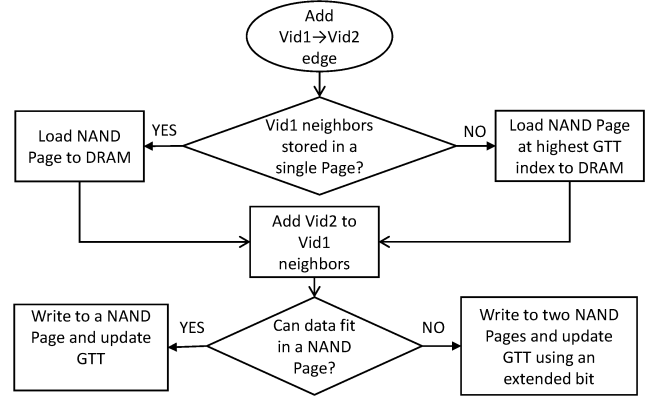 Add
Vid1→Vid2
edge
YES
Vid1 neighbors
stored in a
single Page?
NO
Load NAND
Page to DRAM
Load NAND Page
at highest GTT
index to DRAM
Add Vid2 to
Vid1
neighbors
Write to a NAND
Page and update
GTT
YES
Can data fit
in a NAND
Page?
NO
Write to two NAND
Pages and update
GTT using an
extended bit